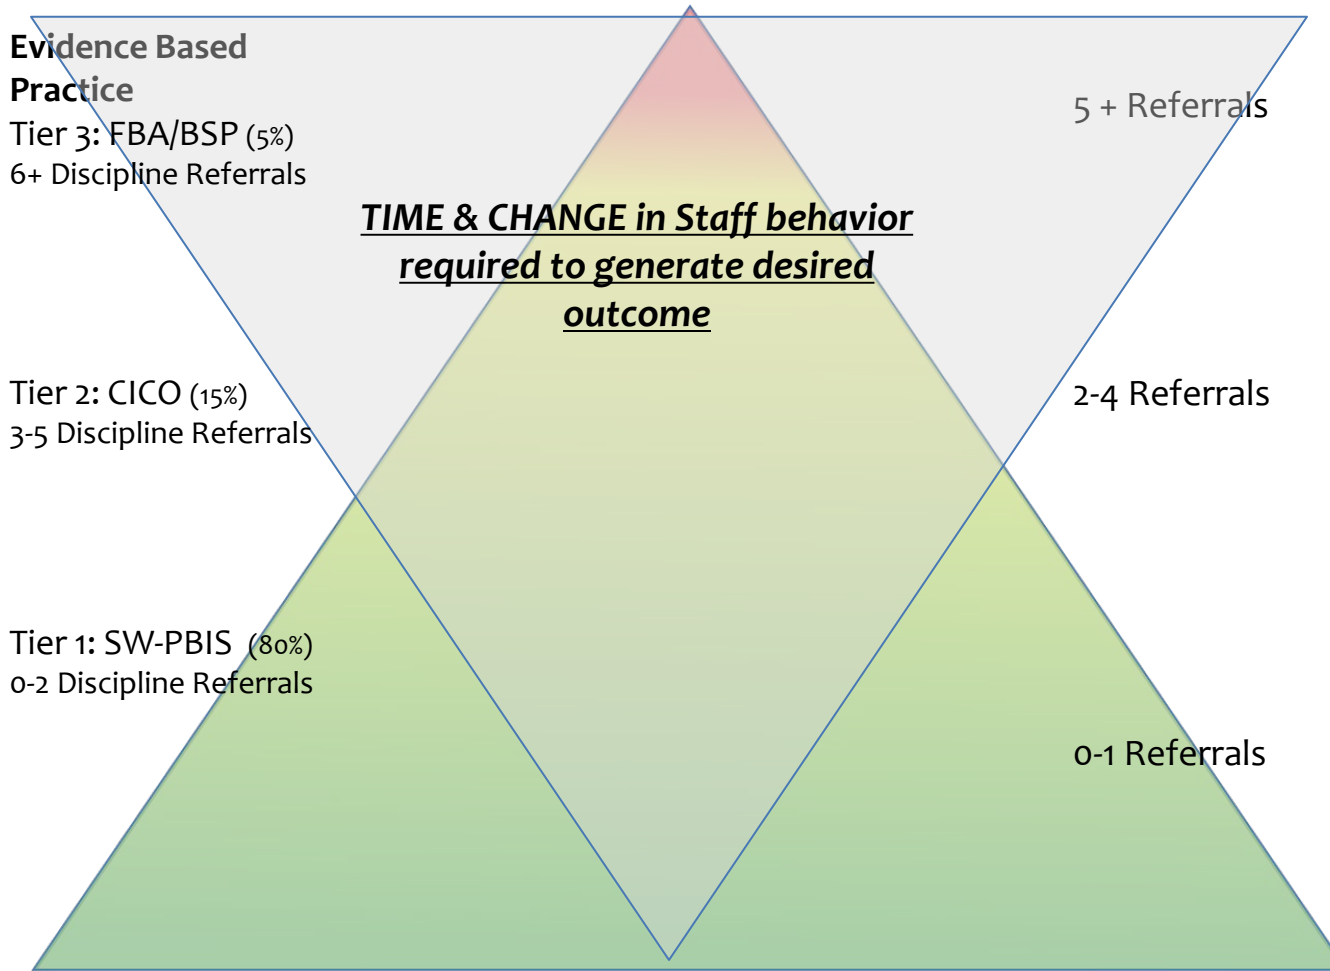 Evidence Based
Practice
Tier 3: FBA/BSP (5%)
6+ Discipline Referrals
5 + Referrals
TIME & CHANGE in Staff behavior
required to generate desired
outcome
Tier 2: CICO (15%)
3-5 Discipline Referrals
2-4 Referrals
Tier 1: SW-PBIS (80%)
0-2 Discipline Referrals
0-1 Referrals